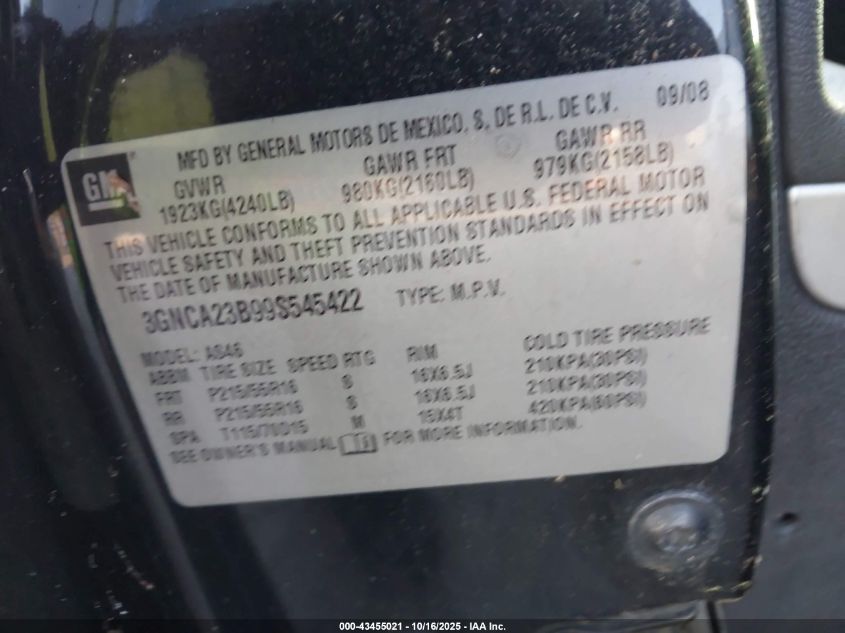 GM
MFD BY GENERAL MOTORS DE MEXICO, S, DE R.L. DE C.V. 09/08
GVWR GAWR FRT GAWR RR
1923KG(4240LB) 980KG(2160LB) 979KG(2158LB)
THIS VEHICLE CONFORMS TO ALL APPLICABLE U.S. FEDERAL MOTOR
VEHICLE SAFETY AND THEFT PREVENTION STANDARDS IN EFFECT ON
THE DATE OF MANUFACTURE SHOWN ABOVE.
3GNCA23B99S545422 TYPE: M.P.V.
MODEL: AS46
ABBM TIRE SIZE SPEED RTG RIM COLD TIRE PRESSURE
FRT P215/55R16 S 16X6.5J 210KPA(30PSI)
RR P215/55R16 S 16X6.5J 210KPA(30PSI)
SPA T115/70D15 M 15X4T 420KPA(60PSI)
SEE OWNER'S MANUAL FOR MORE INFORMATION.
000-43455021 - 10/16/2025 - IAA Inc.